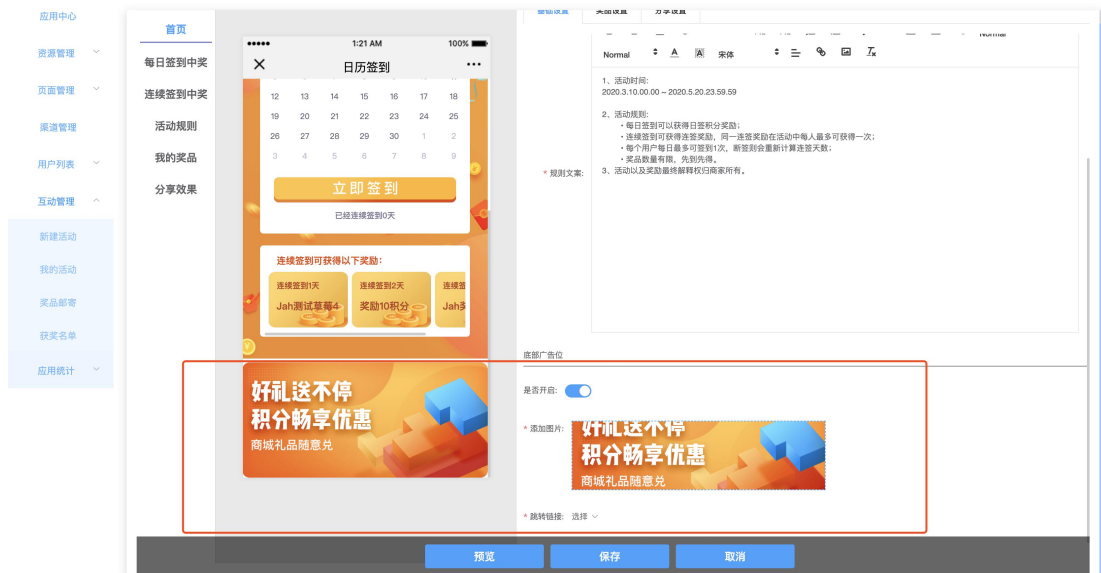 应用中心
资源管理
页面管理
渠道管理
用户列表
互动管理
新建活动
我的活动
奖品邮寄
获奖名单
应用统计
首页
每日签到中奖
连续签到中奖
活动规则
我的奖品
分享效果
1:21 AM 100%
日历签到
12 13 14 15 16 17 18
19 20 21 22 23 24 25
26 27 28 29 30 1 2
3 4 5 6 7 8 9
立即签到
已经连续签到0天
连续签到可获得以下奖励：
连续签到1天 连续签到2天 连续签
Jah测试草莓4 奖励10积分 Jah奖
好礼送不停
积分畅享优惠
商城礼品随意兑
基础设置 奖品设置 分享设置
Normal
Normal A A 宋体
* 规则文案:
1、活动时间:
2020.3.10.00.00 ~ 2020.5.20.23.59.59
2、活动规则:
・每日签到可以获得日签积分奖励；
・连续签到可获得连签奖励，同一连签奖励在活动中每人最多可获得一次；
・每个用户每日最多可签到1次，断签则会重新计算连签天数；
・奖品数量有限，先到先得。
3、活动以及奖励最终解释权归商家所有。
底部广告位
是否开启:
* 添加图片:
好礼送不停
积分畅享优惠
商城礼品随意兑
* 跳转链接: 选择
预览 保存 取消